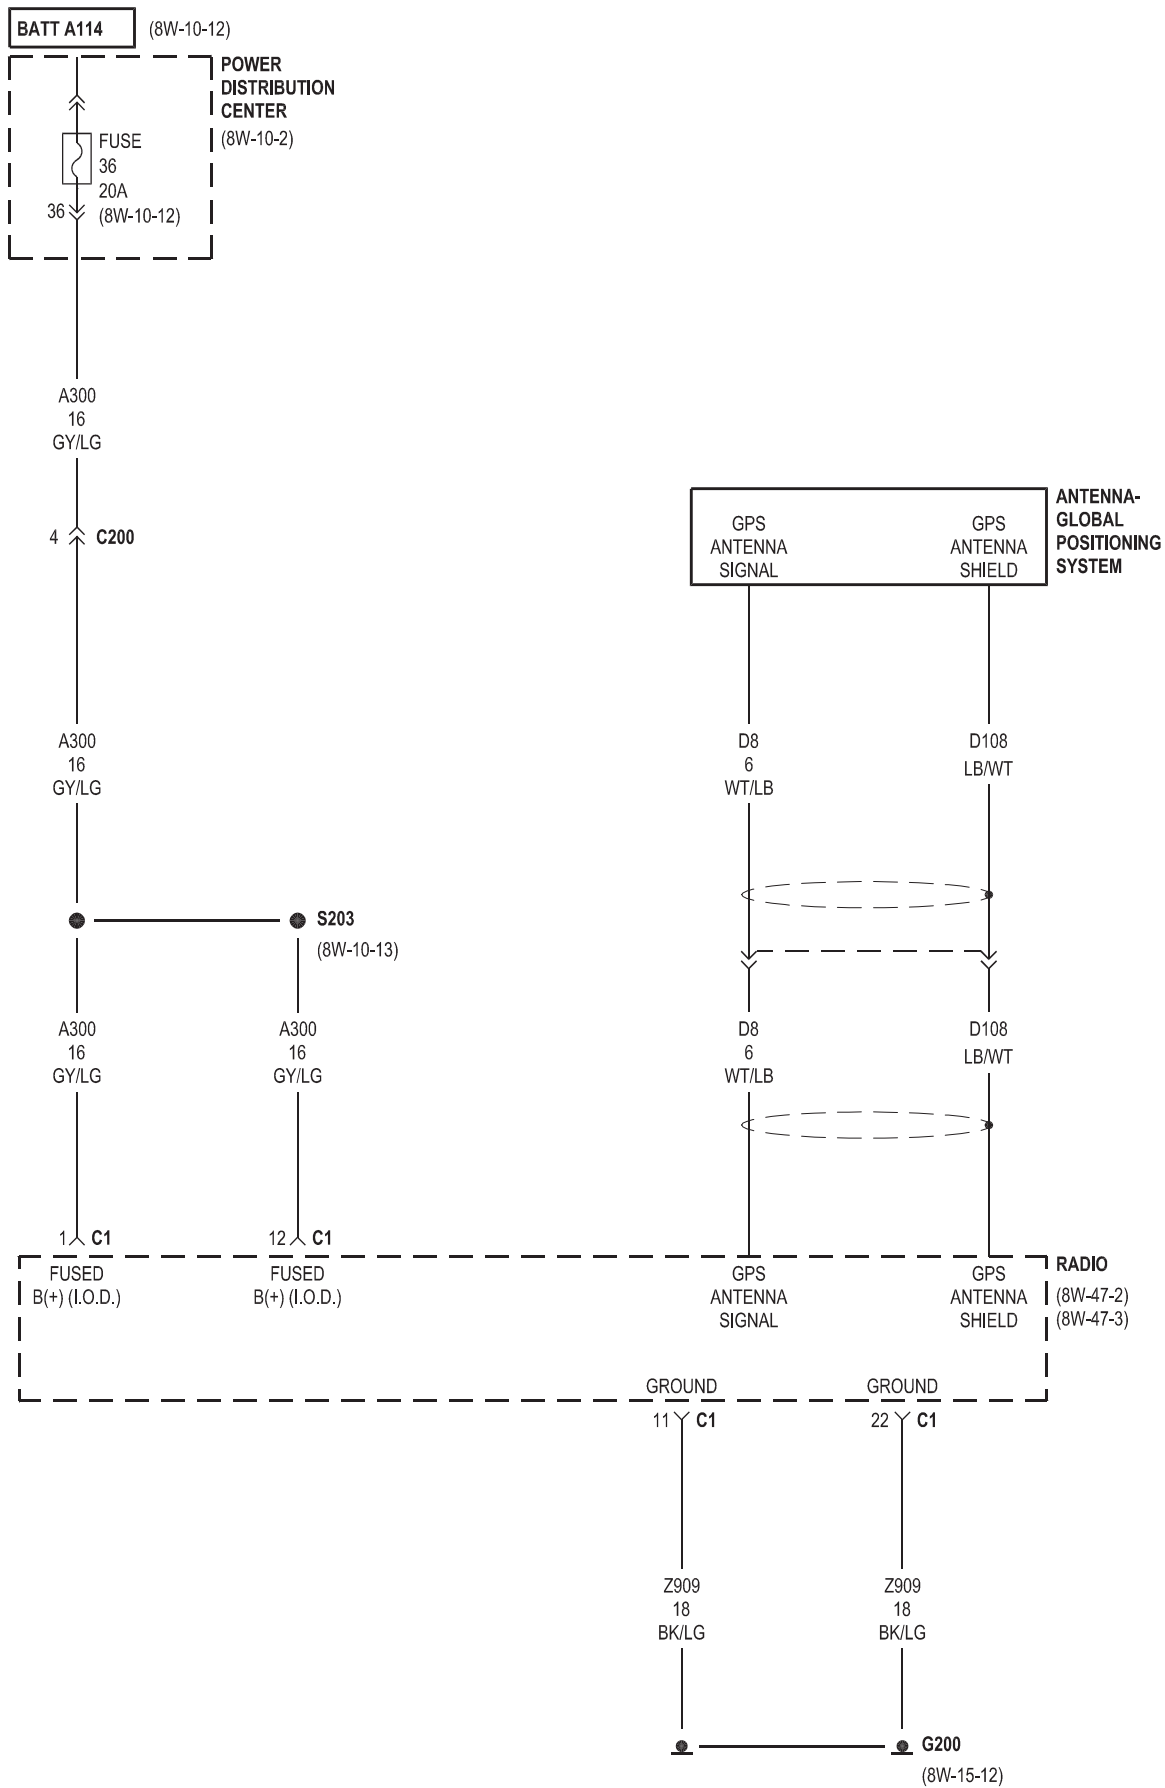 BATT A114
(8W-10-12)
POWER
DISTRIBUTION
CENTER
(8W-10-2)
FUSE
36
20A
(8W-10-12)
36
A300
16
GY/LG
4
C200
ANTENNA-
GLOBAL
POSITIONING
SYSTEM
GPS
ANTENNA
SIGNAL
GPS
ANTENNA
SHIELD
A300
16
GY/LG
D8
6
WT/LB
D108
LB/WT
S203
(8W-10-13)
A300
16
GY/LG
A300
16
GY/LG
D8
6
WT/LB
D108
LB/WT
1
C1
12
C1
FUSED
B(+) (I.O.D.)
FUSED
B(+) (I.O.D.)
GPS
ANTENNA
SIGNAL
GPS
ANTENNA
SHIELD
RADIO
(8W-47-2)
(8W-47-3)
GROUND
GROUND
11
C1
22
C1
Z909
18
BK/LG
Z909
18
BK/LG
G200
(8W-15-12)